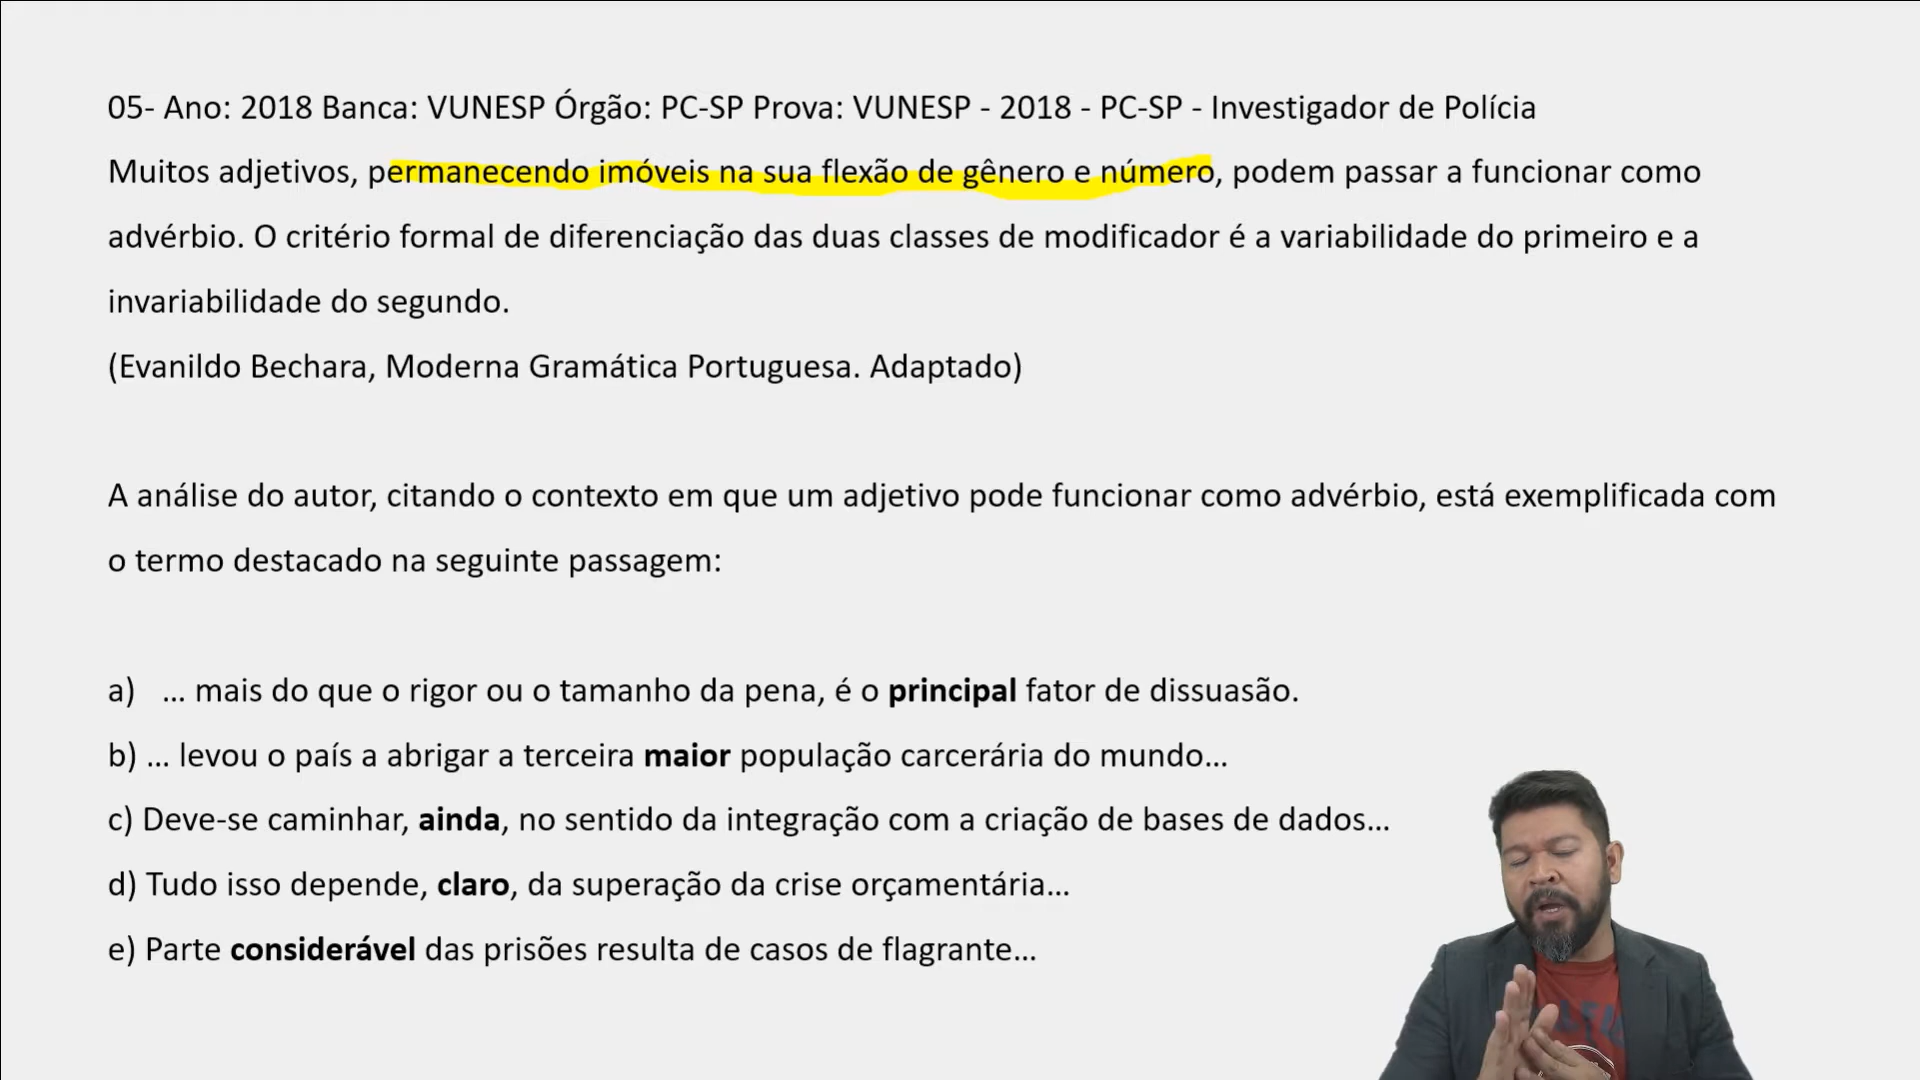 05- Ano: 2018 Banca: VUNESP Órgão: PC-SP Prova: VUNESP - 2018 - PC-SP - Investigador de Polícia
Muitos adjetivos, permanecendo imóveis na sua flexão de gênero e número, podem passar a funcionar como
advérbio. O critério formal de diferenciação das duas classes de modificador é a variabilidade do primeiro e a
invariabilidade do segundo.
(Evanildo Bechara, Moderna Gramática Portuguesa. Adaptado)
A análise do autor, citando o contexto em que um adjetivo pode funcionar como advérbio, está exemplificada com
o termo destacado na seguinte passagem:
a) ... mais do que o rigor ou o tamanho da pena, é o principal fator de dissuasão.
b) ... levou o país a abrigar a terceira maior população carcerária do mundo...
c) Deve-se caminhar, ainda, no sentido da integração com a criação de bases de dados...
d) Tudo isso depende, claro, da superação da crise orçamentária...
e) Parte considerável das prisões resulta de casos de flagrante...